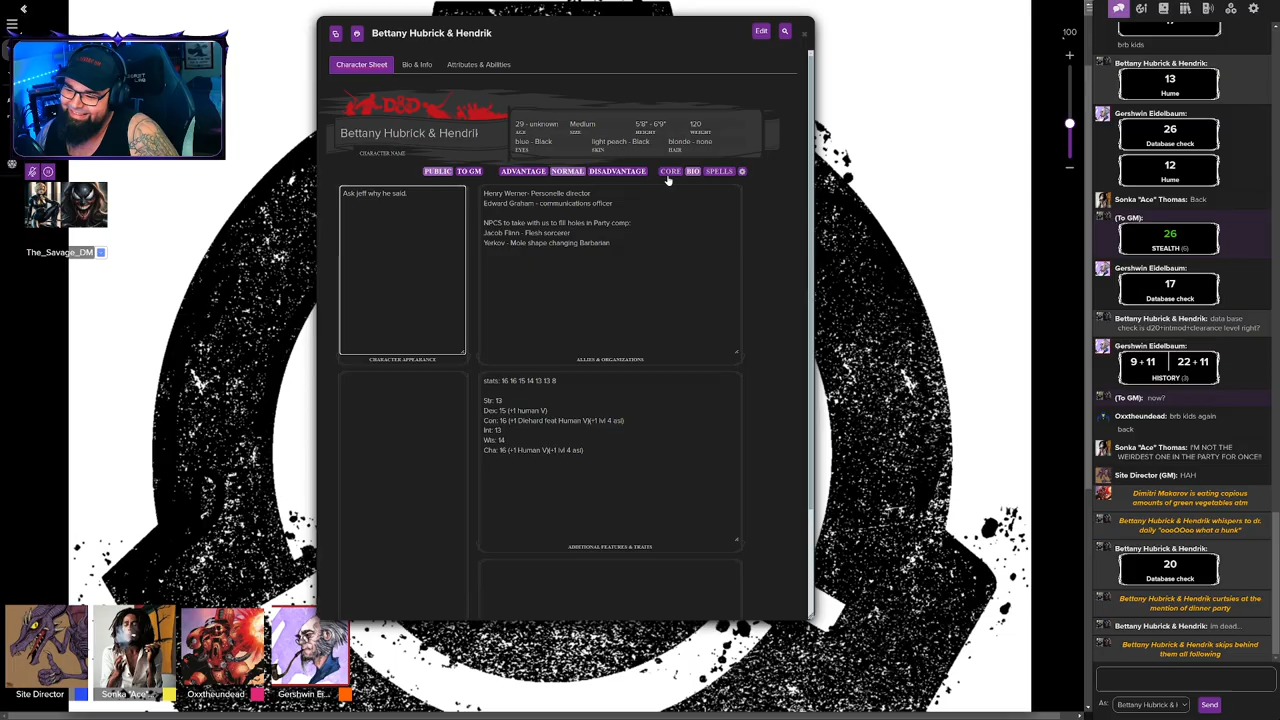 Bettany Hubrick & Hendrik
Edit
Character Sheet
Bio & Info
Attributes & Abilities
D&D
Bettany Hubrick & Hendrik
CHARACTER NAME
29 - unknown
Medium
5'8" - 6'9"
120
AGE
SIZE
HEIGHT
WEIGHT
blue - Black
light peach - Black
blonde - none
EYES
SKIN
HAIR
PUBLIC
TO GM
ADVANTAGE
NORMAL
DISADVANTAGE
CORE
BIO
SPELLS
Ask jeff why he said.
CHARACTER APPEARANCE
Henry Werner- Personelle director
Edward Graham - communications officer
NPCS to take with us to fill holes in Party comp:
Jacob Flinn - Flesh sorcerer
Yerkov - Mole shape changing Barbarian
ALLIES & ORGANIZATIONS
stats: 16 16 15 14 13 13 8
Str: 13
Dex: 15 (+1 human V)
Con: 16 (+1 Diehard feat Human V)(+1 lvl 4 asi)
Int: 13
Wis: 14
Cha: 16 (+1 Human V)(+1 lvl 4 asi)
ADDITIONAL FEATURES & TRAITS
The_Savage_DM
Site Director
Sonka "Ace"...
Oxxtheundead
Gershwin Ei...
100
brb kids
Bettany Hubrick & Hendrik:
13
Hume
Gershwin Eidelbaum:
26
Database check
12
Hume
Sonka "Ace" Thomas: Back
(To GM):
26
STEALTH (6)
Gershwin Eidelbaum:
17
Database check
Bettany Hubrick & Hendrik: data base
check is d20+intmod+clearance level right?
Gershwin Eidelbaum:
9 + 11
22 + 11
HISTORY (3)
(To GM): now?
Oxxtheundead: brb kids again
back
Sonka "Ace" Thomas: I'M NOT THE
WEIRDEST ONE IN THE PARTY FOR ONCE!!
Site Director (GM): HAH
Dimitri Makarov is eating copious
amounts of green vegetables atm
Bettany Hubrick & Hendrik whispers to dr.
daily "oooOOoo what a hunk"
Bettany Hubrick & Hendrik:
20
Database check
Bettany Hubrick & Hendrik curtsies at the
mention of dinner party
Bettany Hubrick & Hendrik: im dead...
Bettany Hubrick & Hendrik skips behind
them all following
As:
Bettany Hubrick & H
Send